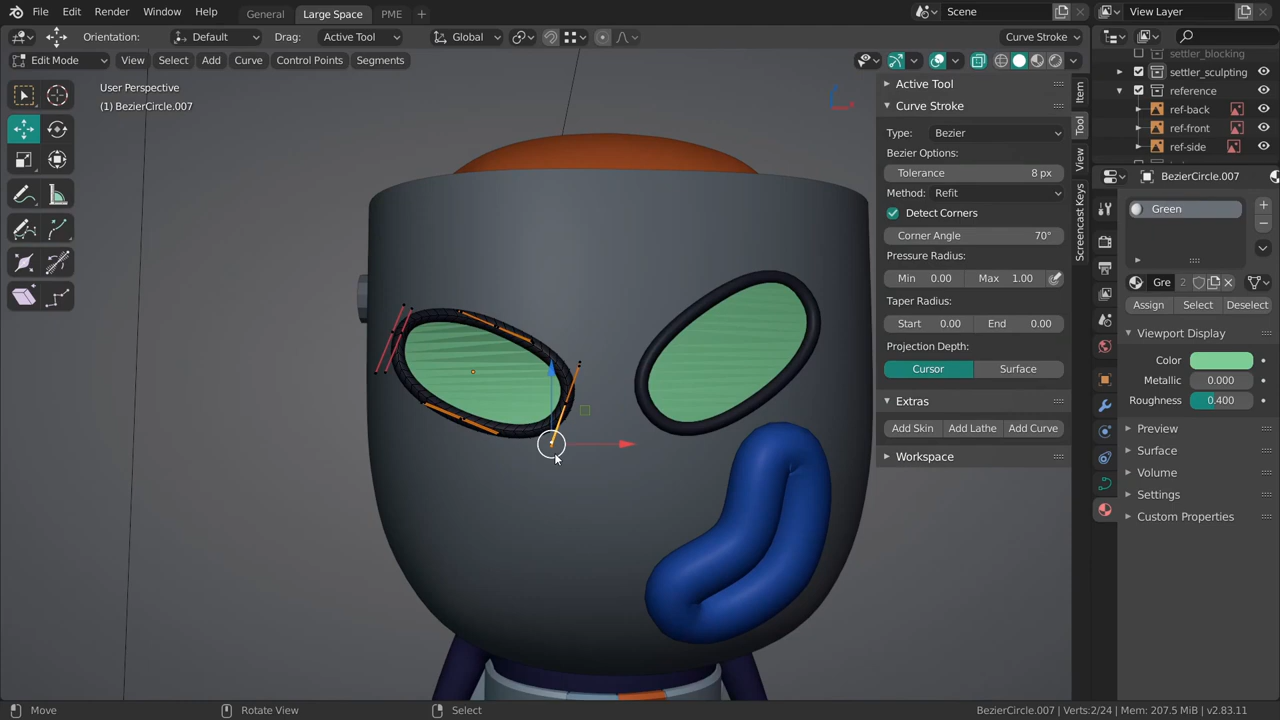 File Edit Render Window Help General Large Space PME + Scene View Layer
Orientation: Default Drag: Active Tool Global Curve Stroke
Edit Mode View Select Add Curve Control Points Segments
User Perspective
(1) BezierCircle.007
Active Tool
Curve Stroke
Type: Bezier
Bezier Options:
Tolerance 8 px
Method: Refit
Detect Corners
Corner Angle 70°
Pressure Radius:
Min 0.00 Max 1.00
Taper Radius:
Start 0.00 End 0.00
Projection Depth:
Cursor Surface
Extras
Add Skin Add Lathe Add Curve
Workspace
Item
Tool
View
Screencast Keys
settler_blocking
settler_sculpting
reference
ref-back
ref-front
ref-side
BezierCircle.007
Green
Gre 2
Assign Select Deselect
Viewport Display
Color
Metallic 0.000
Roughness 0.400
Preview
Surface
Volume
Settings
Custom Properties
Move Rotate View Select BezierCircle.007 | Verts:2/24 | Mem: 207.5 MiB | v2.83.11